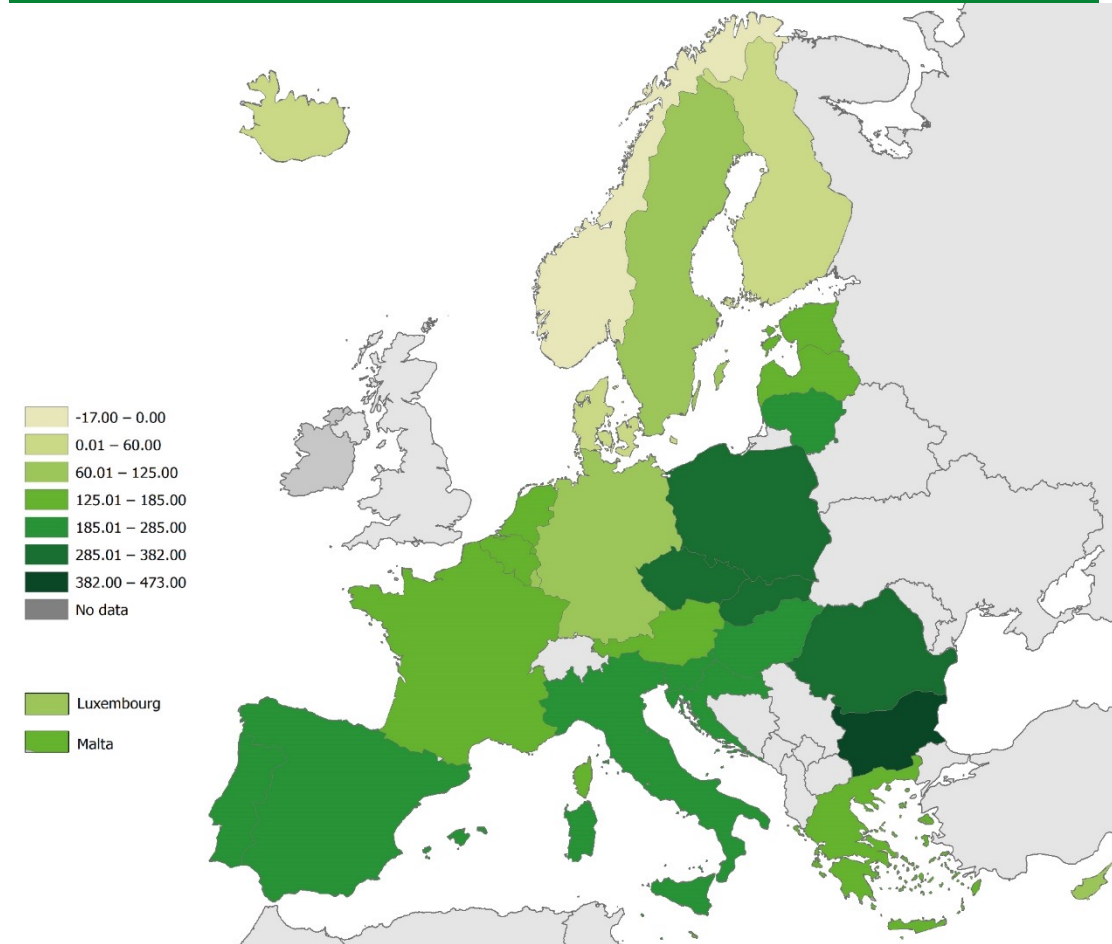 -17.00 – 0.00
0.01 – 60.00
60.01 – 125.00
125.01 – 185.00
185.01 – 285.00
285.01 – 382.00
382.00 – 473.00
No data
Luxembourg
Malta